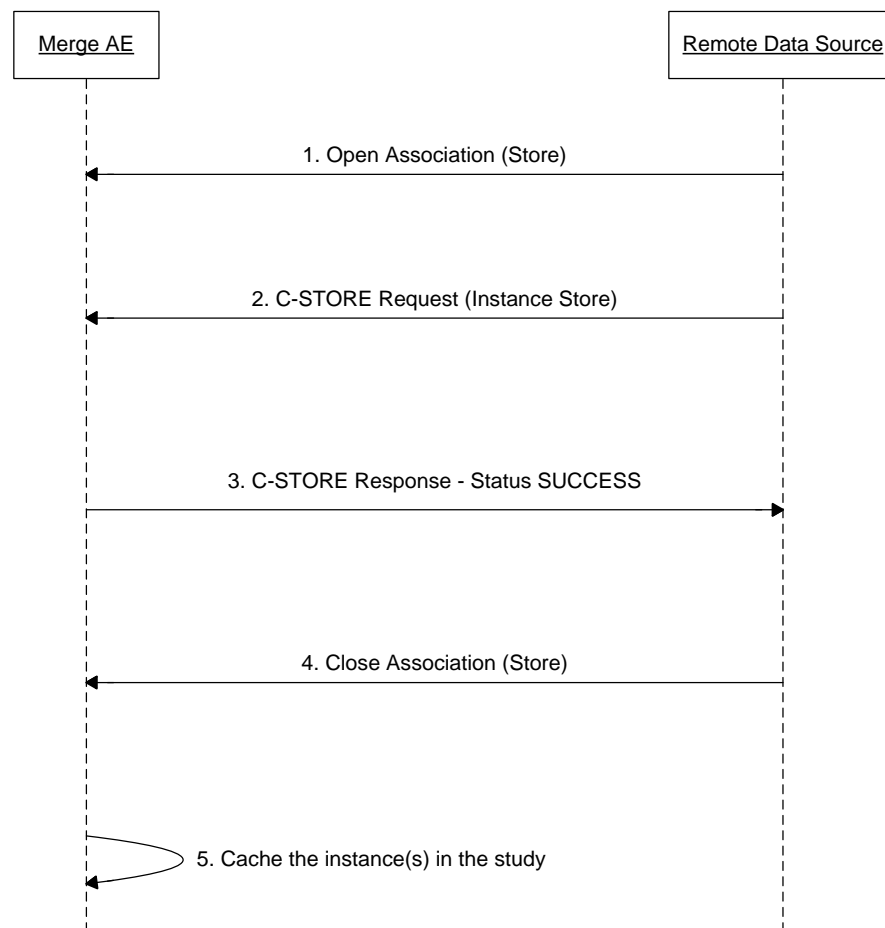 Merge AE
Remote Data Source
1. Open Association (Store)
2. C-STORE Request (Instance Store)
3. C-STORE Response - Status SUCCESS
4. Close Association (Store)
5. Cache the instance(s) in the study